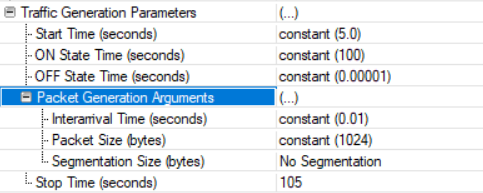 Traffic Generation Parameters (...)
Start Time (seconds) constant (5.0)
ON State Time (seconds) constant (100)
OFF State Time (seconds) constant (0.00001)
Packet Generation Arguments (...)
Interarrival Time (seconds) constant (0.01)
Packet Size (bytes) constant (1024)
Segmentation Size (bytes) No Segmentation
Stop Time (seconds) 105